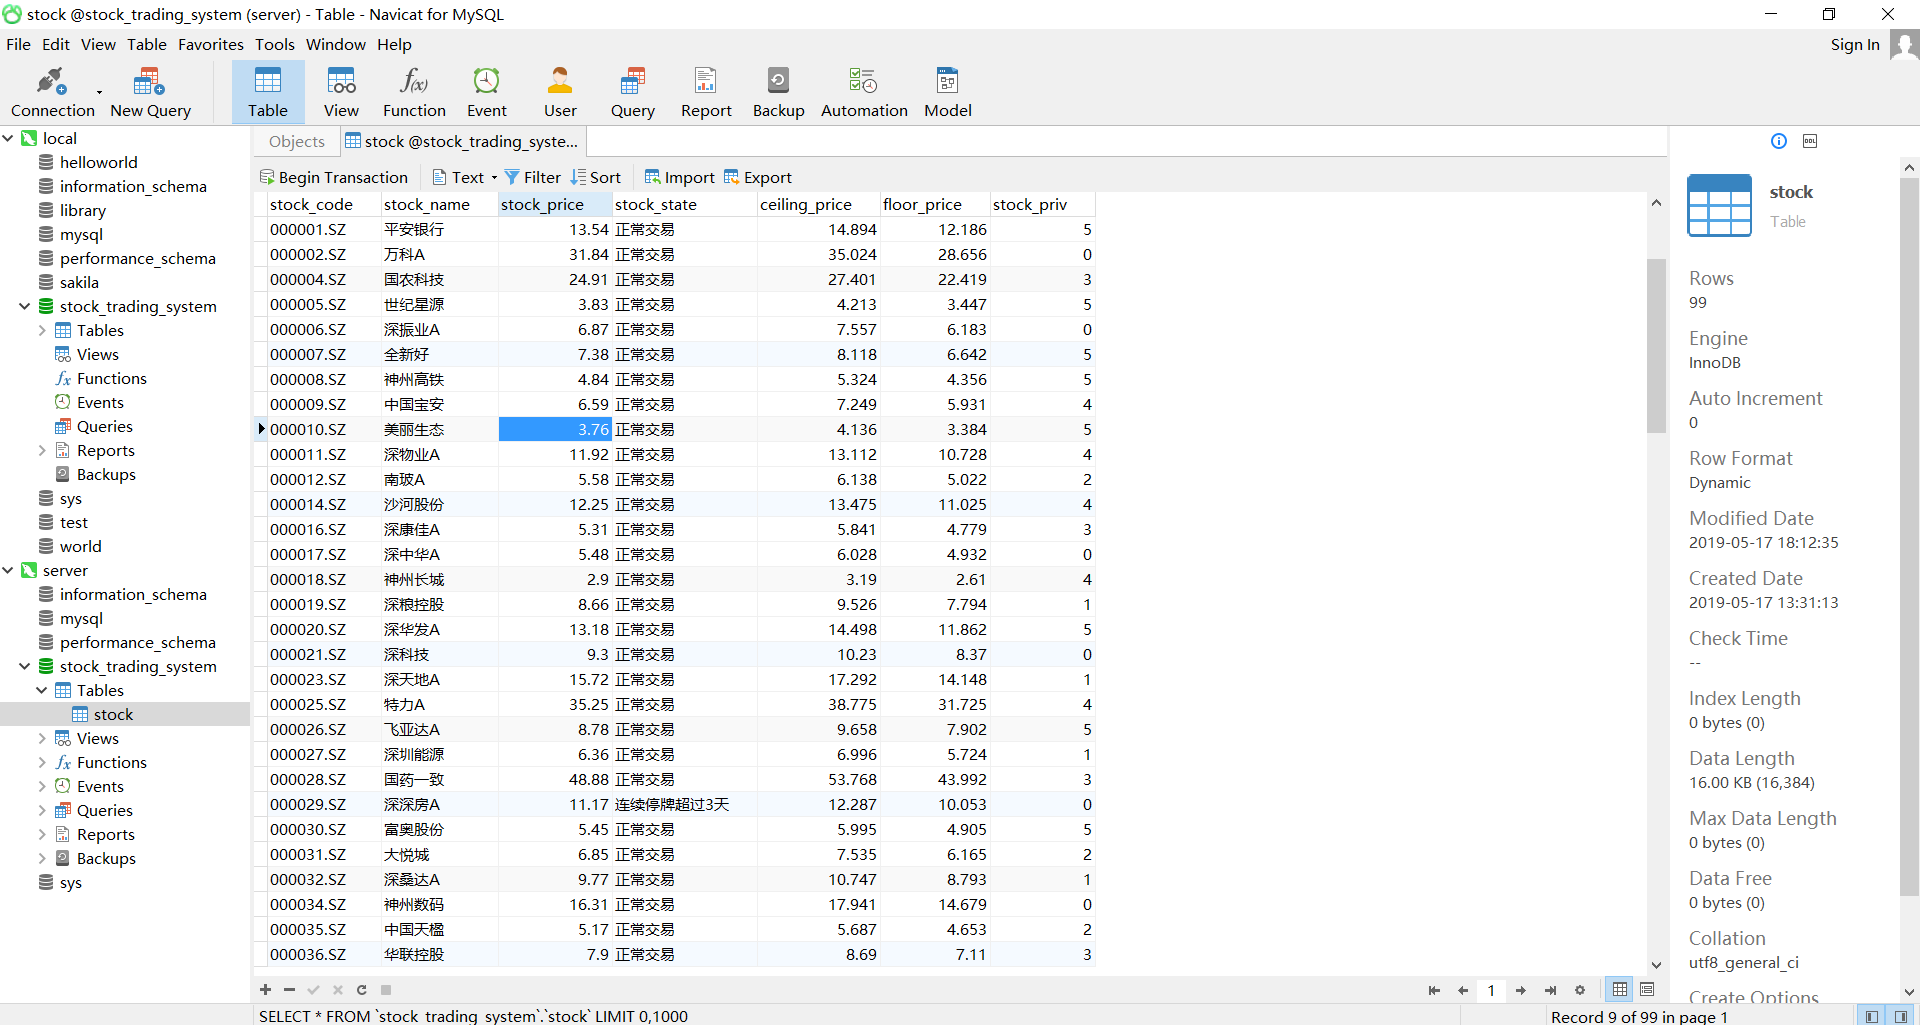 stock @stock_trading_system (server) - Table - Navicat for MySQL
File Edit View Table Favorites Tools Window Help
Sign In
Connection New Query Table View Function Event User Query Report Backup Automation Model
local
helloworld
information_schema
library
mysql
performance_schema
sakila
stock_trading_system
Tables
Views
Functions
Events
Queries
Reports
Backups
sys
test
world
server
information_schema
mysql
performance_schema
stock_trading_system
Tables
stock
Views
Functions
Events
Queries
Reports
Backups
sys
Objects stock @stock_trading_syste...
Begin Transaction Text Filter Sort Import Export
stock_code stock_name stock_price stock_state ceiling_price floor_price stock_priv
000001.SZ 平安银行 13.54 正常交易 14.894 12.186 5
000002.SZ 万科A 31.84 正常交易 35.024 28.656 0
000004.SZ 国农科技 24.91 正常交易 27.401 22.419 3
000005.SZ 世纪星源 3.83 正常交易 4.213 3.447 5
000006.SZ 深振业A 6.87 正常交易 7.557 6.183 0
000007.SZ 全新好 7.38 正常交易 8.118 6.642 5
000008.SZ 神州高铁 4.84 正常交易 5.324 4.356 5
000009.SZ 中国宝安 6.59 正常交易 7.249 5.931 4
000010.SZ 美丽生态 3.76 正常交易 4.136 3.384 5
000011.SZ 深物业A 11.92 正常交易 13.112 10.728 4
000012.SZ 南玻A 5.58 正常交易 6.138 5.022 2
000014.SZ 沙河股份 12.25 正常交易 13.475 11.025 4
000016.SZ 深康佳A 5.31 正常交易 5.841 4.779 3
000017.SZ 深中华A 5.48 正常交易 6.028 4.932 0
000018.SZ 神州长城 2.9 正常交易 3.19 2.61 4
000019.SZ 深粮控股 8.66 正常交易 9.526 7.794 1
000020.SZ 深华发A 13.18 正常交易 14.498 11.862 5
000021.SZ 深科技 9.3 正常交易 10.23 8.37 0
000023.SZ 深天地A 15.72 正常交易 17.292 14.148 1
000025.SZ 特力A 35.25 正常交易 38.775 31.725 4
000026.SZ 飞亚达A 8.78 正常交易 9.658 7.902 5
000027.SZ 深圳能源 6.36 正常交易 6.996 5.724 1
000028.SZ 国药一致 48.88 正常交易 53.768 43.992 3
000029.SZ 深深房A 11.17 连续停牌超过3天 12.287 10.053 0
000030.SZ 富奥股份 5.45 正常交易 5.995 4.905 5
000031.SZ 大悦城 6.85 正常交易 7.535 6.165 2
000032.SZ 深桑达A 9.77 正常交易 10.747 8.793 1
000034.SZ 神州数码 16.31 正常交易 17.941 14.679 0
000035.SZ 中国天楹 5.17 正常交易 5.687 4.653 2
000036.SZ 华联控股 7.9 正常交易 8.69 7.11 3
1
SELECT * FROM `stock_trading_system`.`stock` LIMIT 0,1000
Record 9 of 99 in page 1
DDL
stock
Table
Rows
99
Engine
InnoDB
Auto Increment
0
Row Format
Dynamic
Modified Date
2019-05-17 18:12:35
Created Date
2019-05-17 13:31:13
Check Time
--
Index Length
0 bytes (0)
Data Length
16.00 KB (16,384)
Max Data Length
0 bytes (0)
Data Free
0 bytes (0)
Collation
utf8_general_ci
Create Options